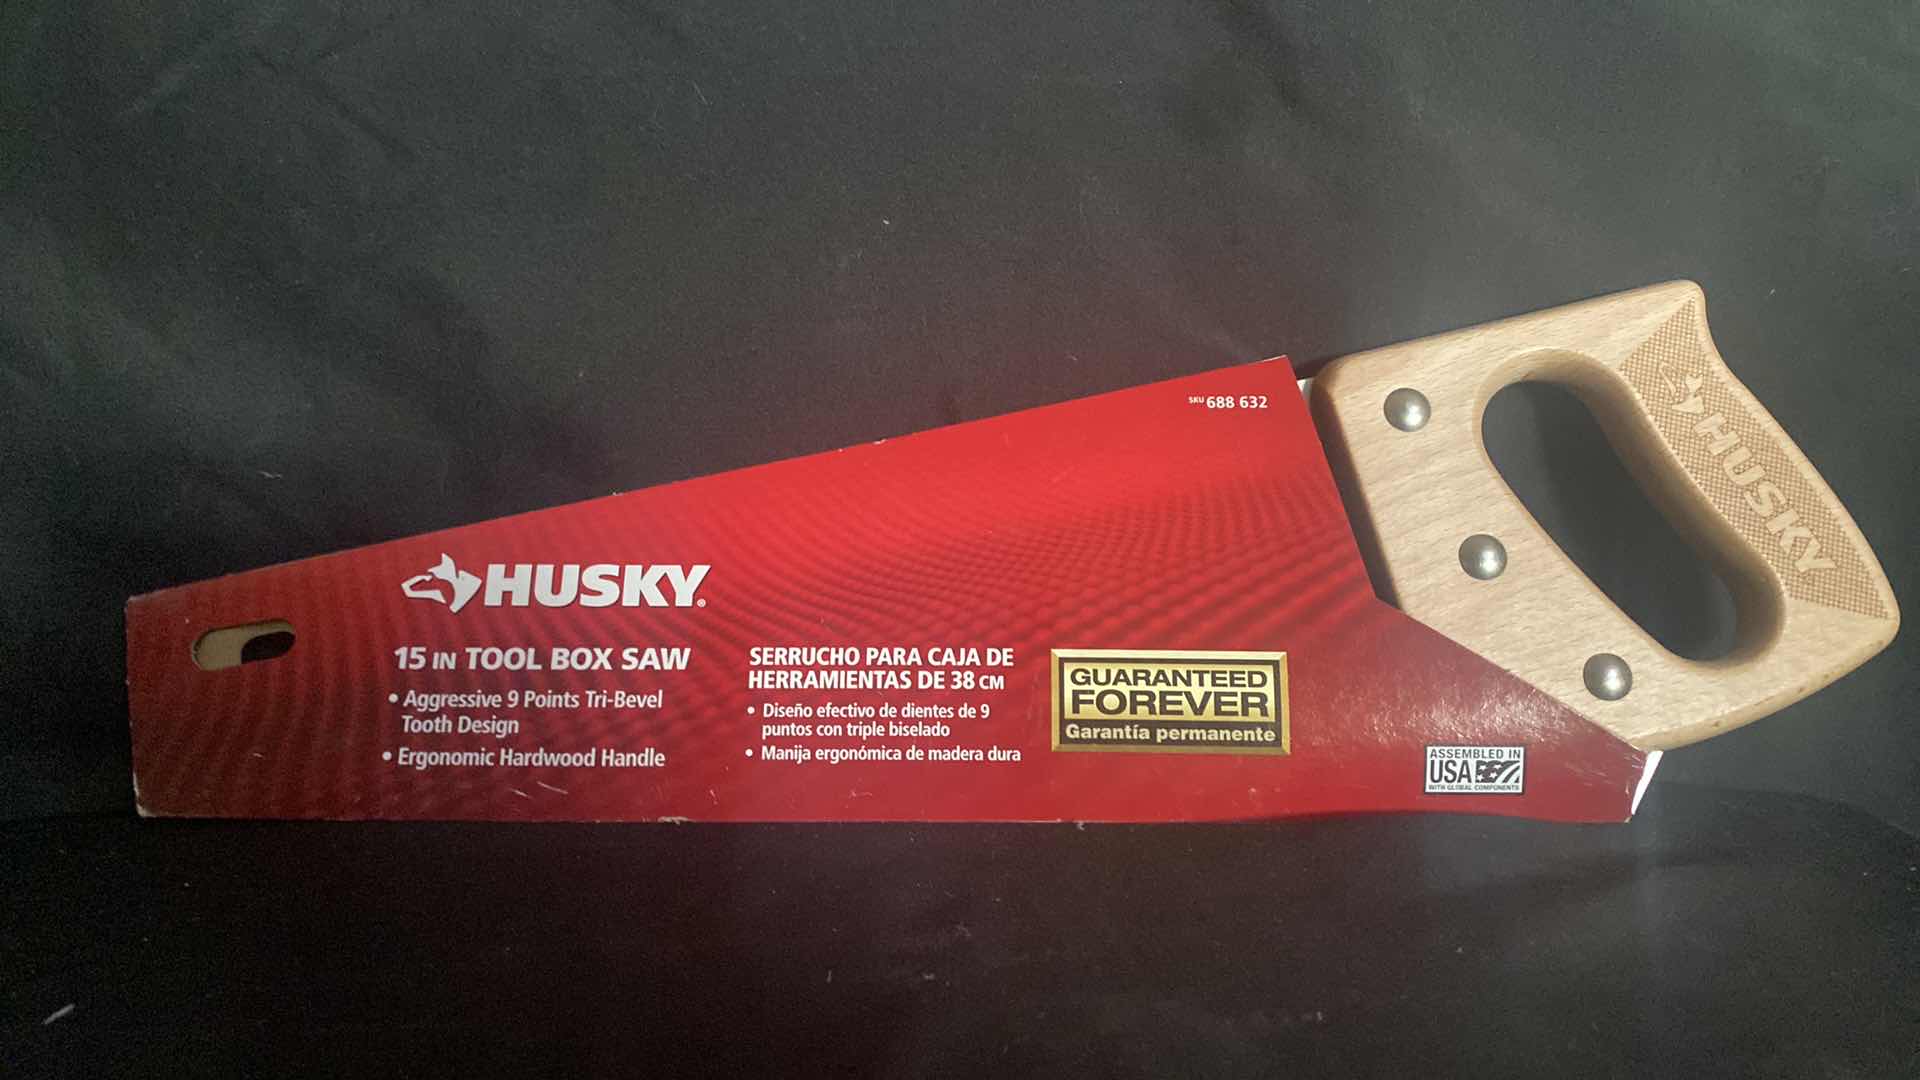 SKU 688 632
HUSKY
HUSKY®
15 IN TOOL BOX SAW
• Aggressive 9 Points Tri-Bevel
Tooth Design
• Ergonomic Hardwood Handle
SERRUCHO PARA CAJA DE
HERRAMIENTAS DE 38 CM
• Diseño efectivo de dientes de 9
puntos con triple biselado
• Manija ergonómica de madera dura
GUARANTEED
FOREVER
Garantía permanente
ASSEMBLED IN
USA
WITH GLOBAL COMPONENTS